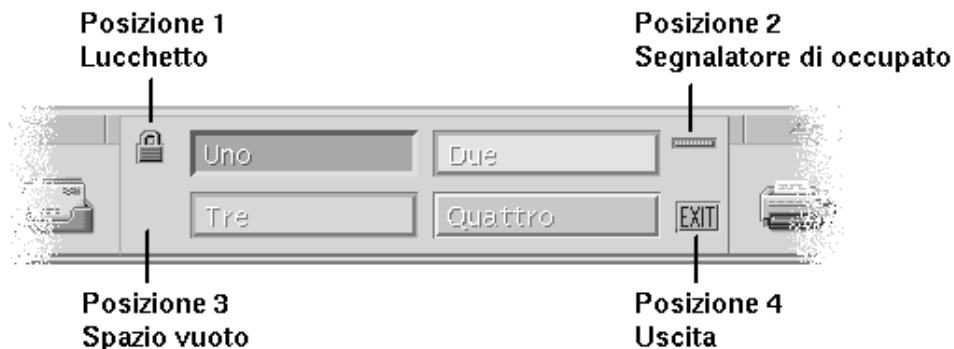 Posizione 1
Lucchetto
Posizione 2
Segnalatore di occupato
Uno
Due
Tre
Quattro
EXIT
Posizione 3
Spazio vuoto
Posizione 4
Uscita